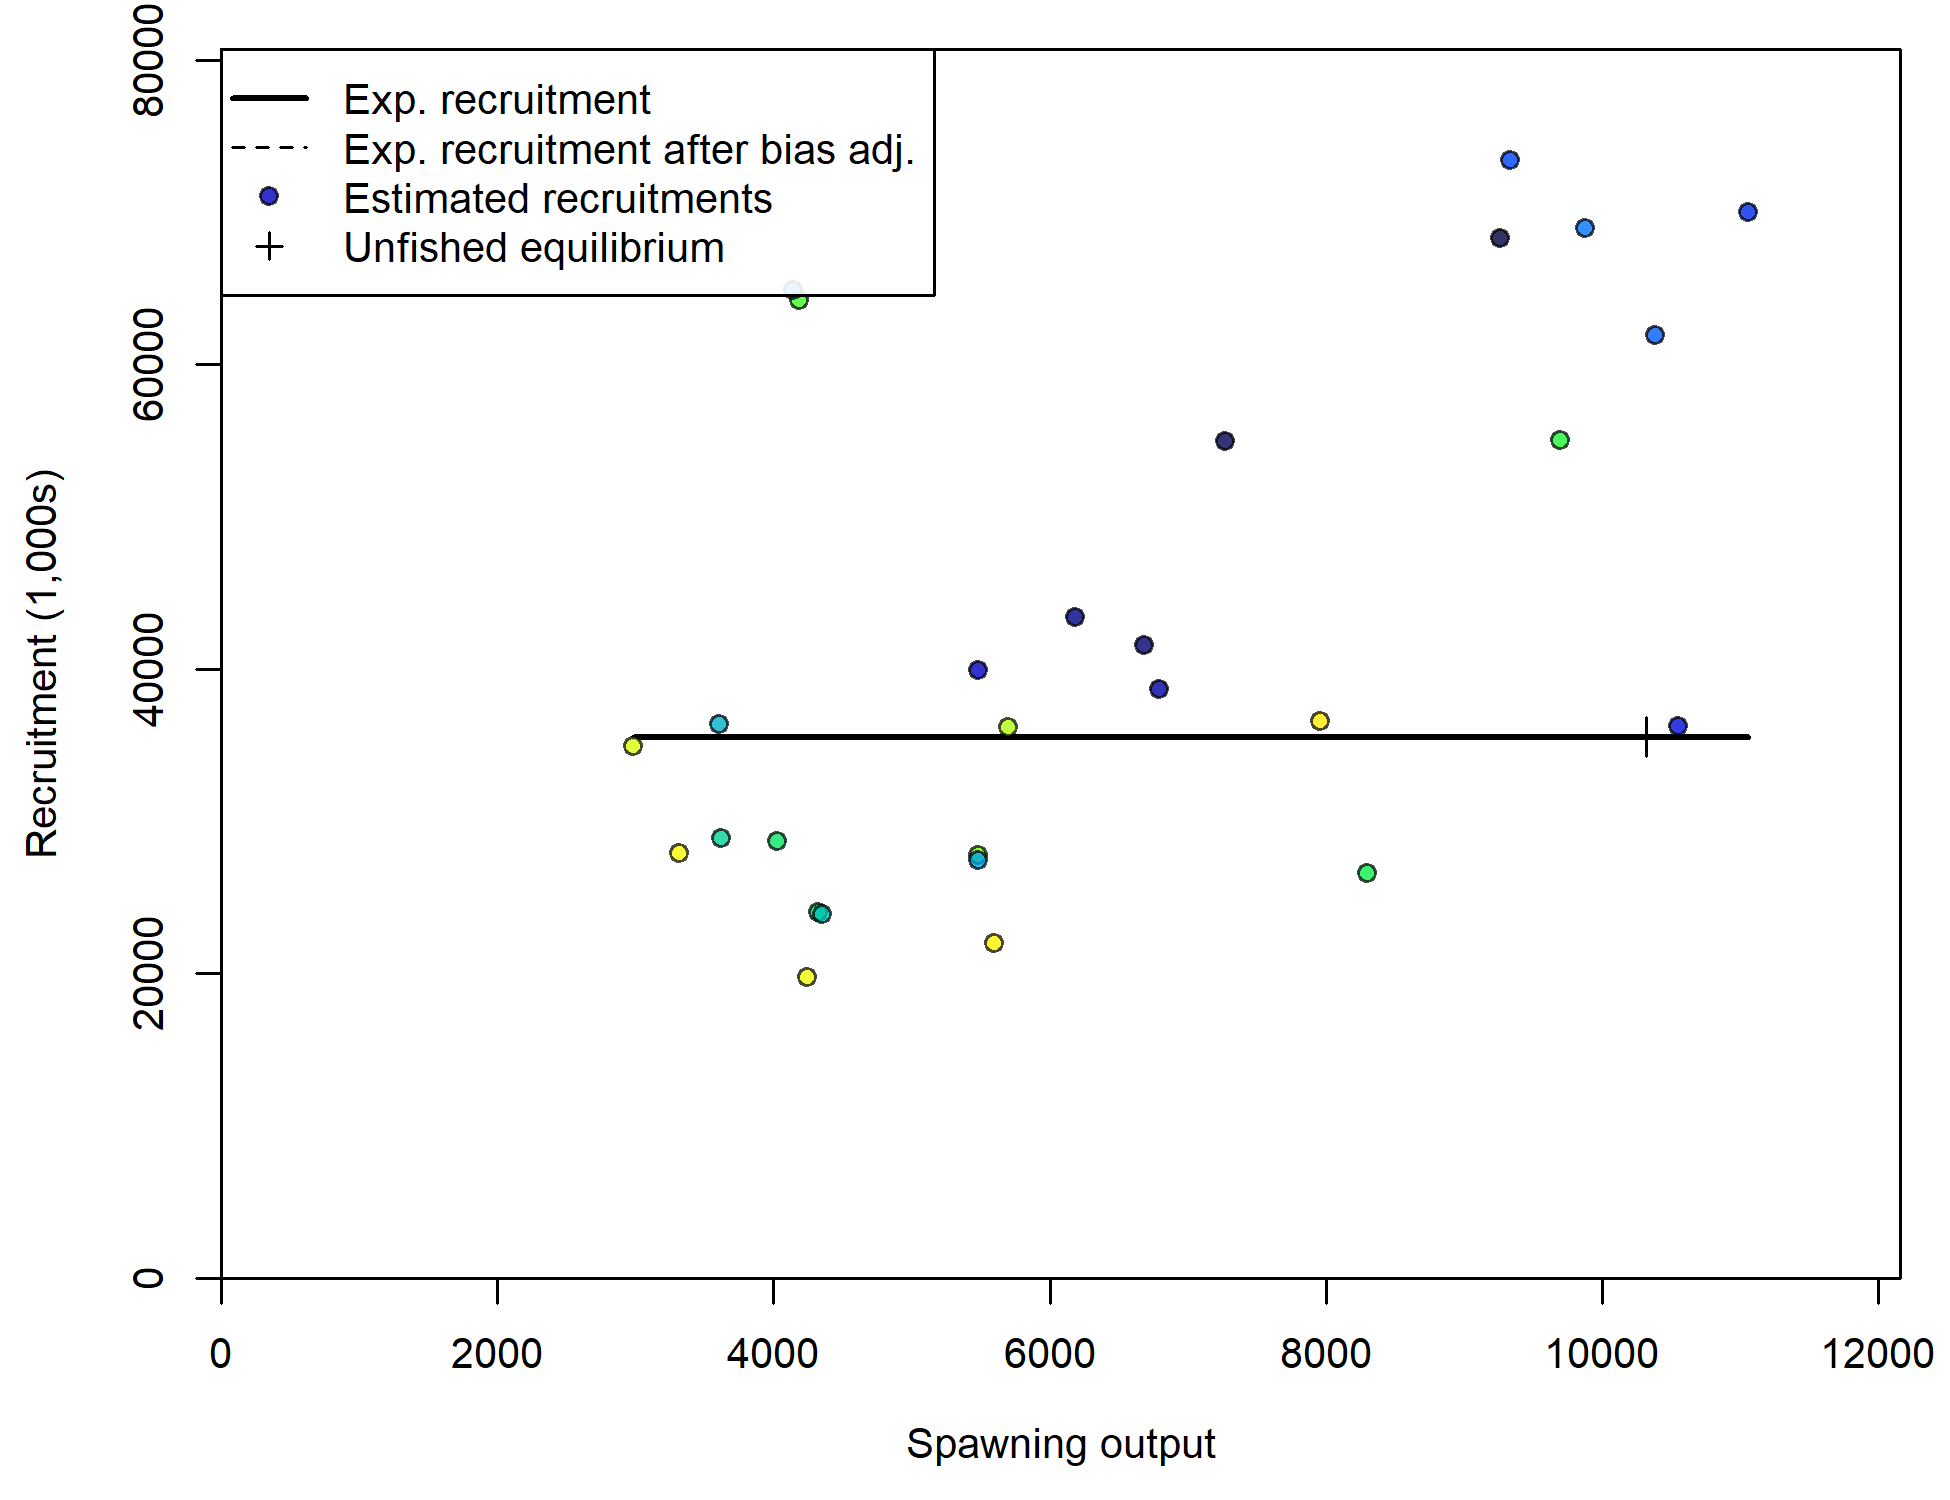 Exp. recruitment
Exp. recruitment after bias adj.
Estimated recruitments
Unfished equilibrium
80000
60000
40000
20000
0
Recruitment (1,000s)
0 2000 4000 6000 8000 10000 12000
Spawning output